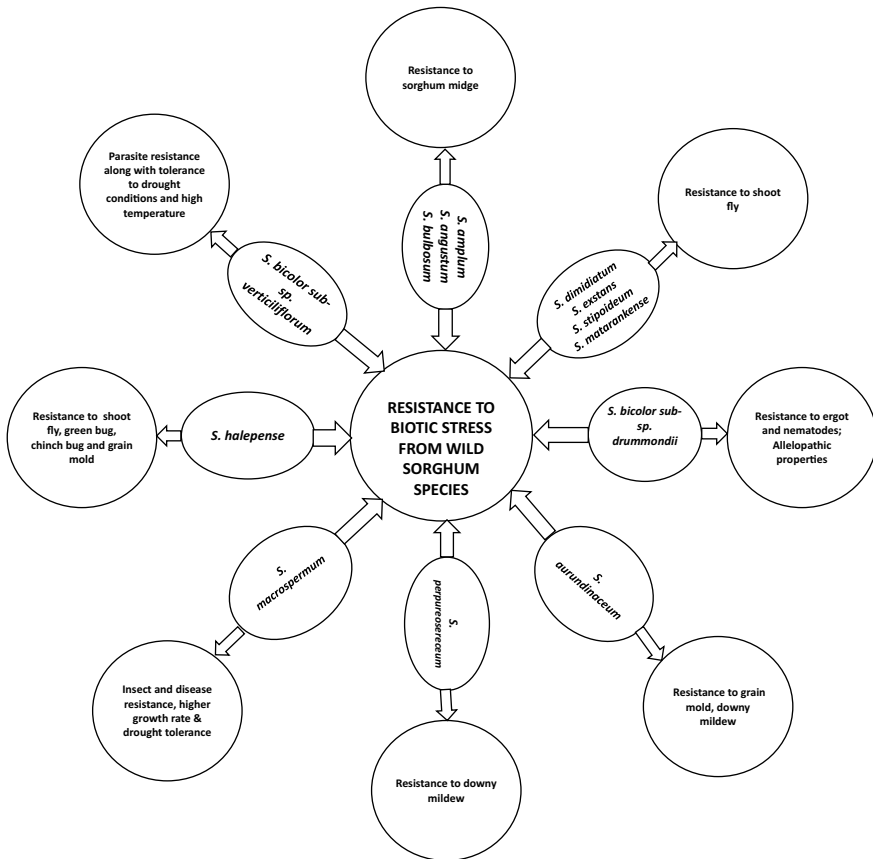 Resistance to
sorghum midge
S. amplum
S. angustum
S. bulbosum
Resistance to shoot
fly
S. dimidiatum
S. exstans
S. stipoideum
S. matarankense
Resistance to ergot
and nematodes;
Allelopathic
properties
S. bicolor sub-
sp.
drummondii
Resistance to grain
mold, downy
mildew
S.
aurundinaceum
Resistance to downy
mildew
S.
perpureosereceum
Insect and disease
resistance, higher
growth rate &
drought tolerance
S.
macrospermum
Resistance to shoot
fly, green bug,
chinch bug and grain
mold
S. halepense
Parasite resistance
along with tolerance
to drought
conditions and high
temperature
S. bicolor sub-
sp.
verticiliflorum
RESISTANCE TO
BIOTIC STRESS
FROM WILD
SORGHUM
SPECIES